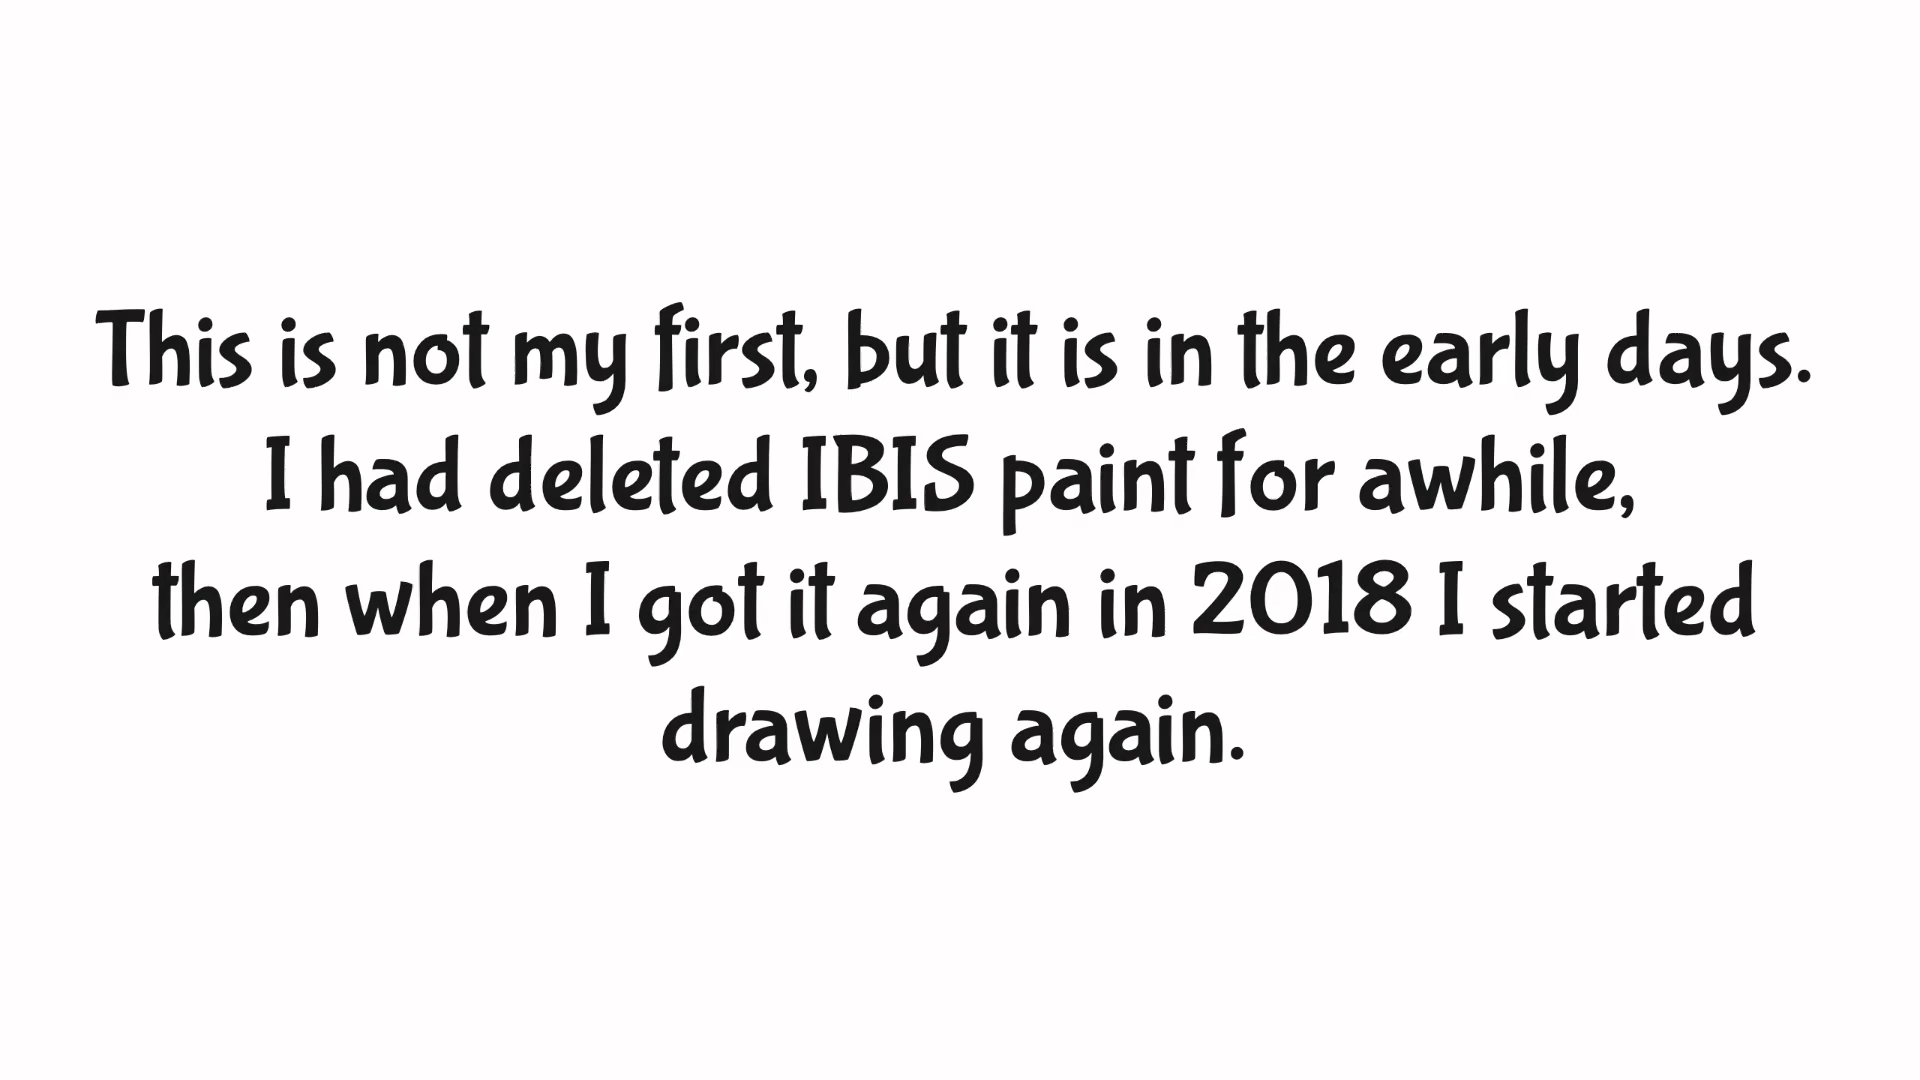 This is not my first, but it is in the early days.
I had deleted IBIS paint for awhile,
then when I got it again in 2018 I started
drawing again.